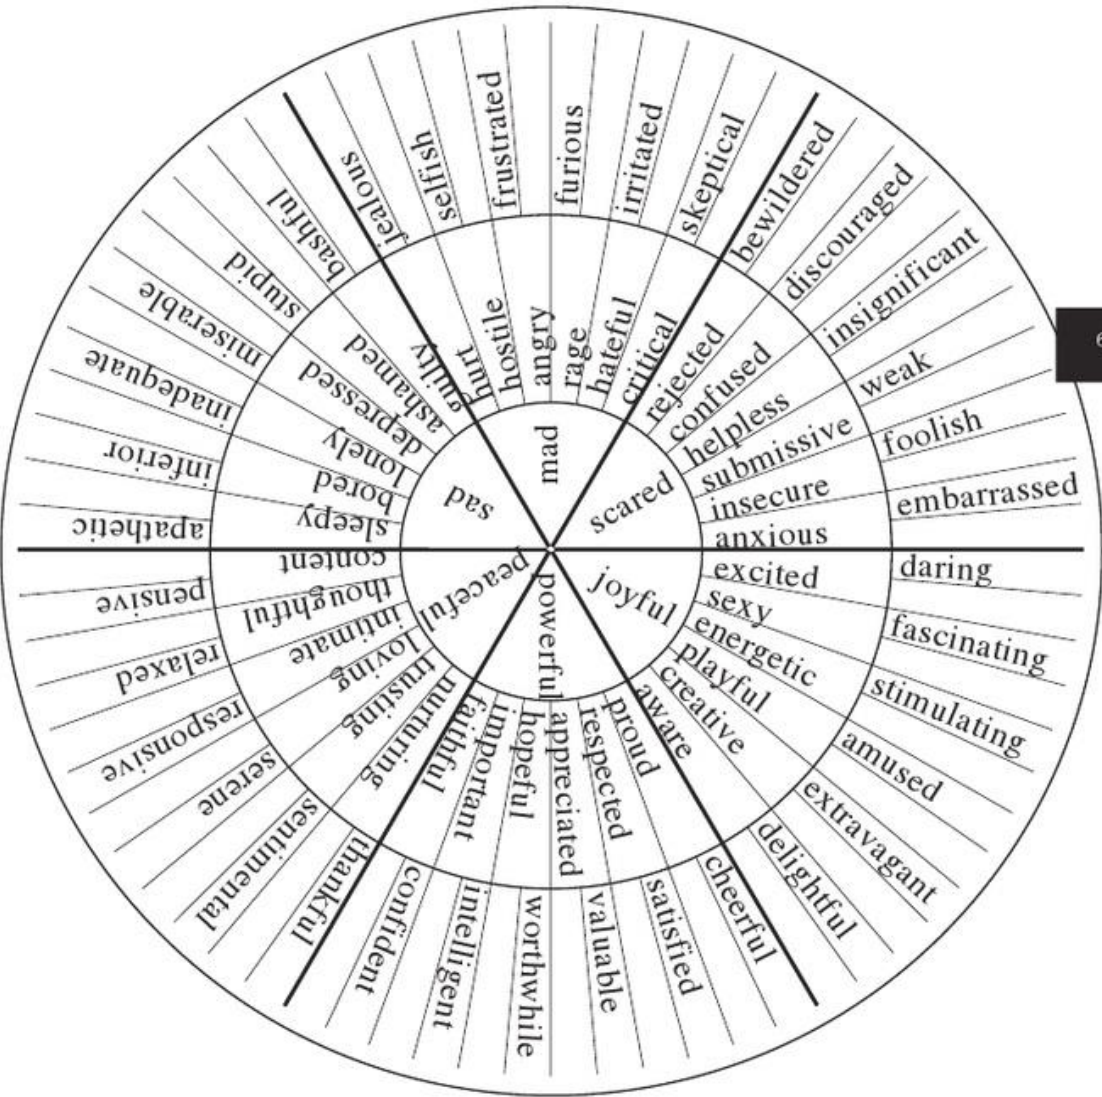 mad
hurt
hostile
angry
rage
hateful
critical
jealous
selfish
frustrated
furious
irritated
skeptical
scared
rejected
confused
helpless
submissive
insecure
anxious
bewildered
discouraged
insignificant
weak
foolish
embarrassed
joyful
excited
sexy
energetic
playful
creative
aware
daring
fascinating
stimulating
amused
extravagant
delightful
powerful
proud
respected
appreciated
hopeful
important
faithful
cheerful
satisfied
valuable
worthwhile
intelligent
confident
peaceful
nurturing
trusting
loving
intimate
thoughtful
content
thankful
sentimental
serene
responsive
relaxed
pensive
sad
sleepy
bored
lonely
depressed
ashamed
guilty
apathetic
inferior
inadequate
miserable
stupid
bashful
6